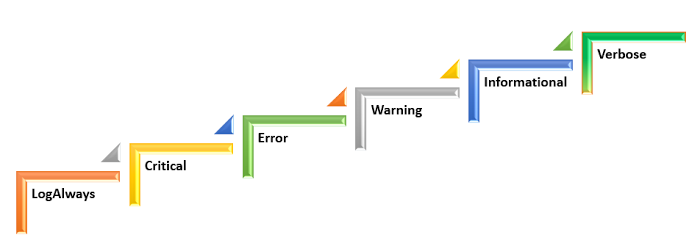 LogAlways
Critical
Error
Warning
Informational
Verbose